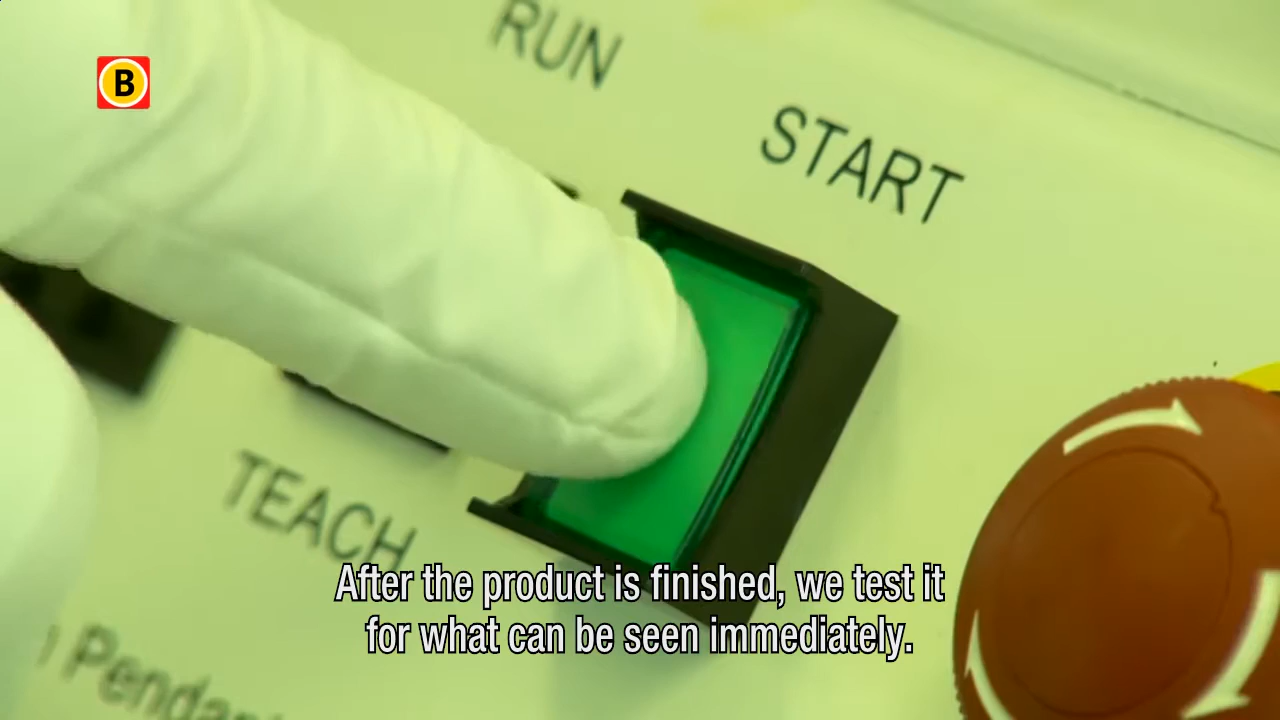 B
RUN
START
TEACH
After the product is finished, we test it
for what can be seen immediately.